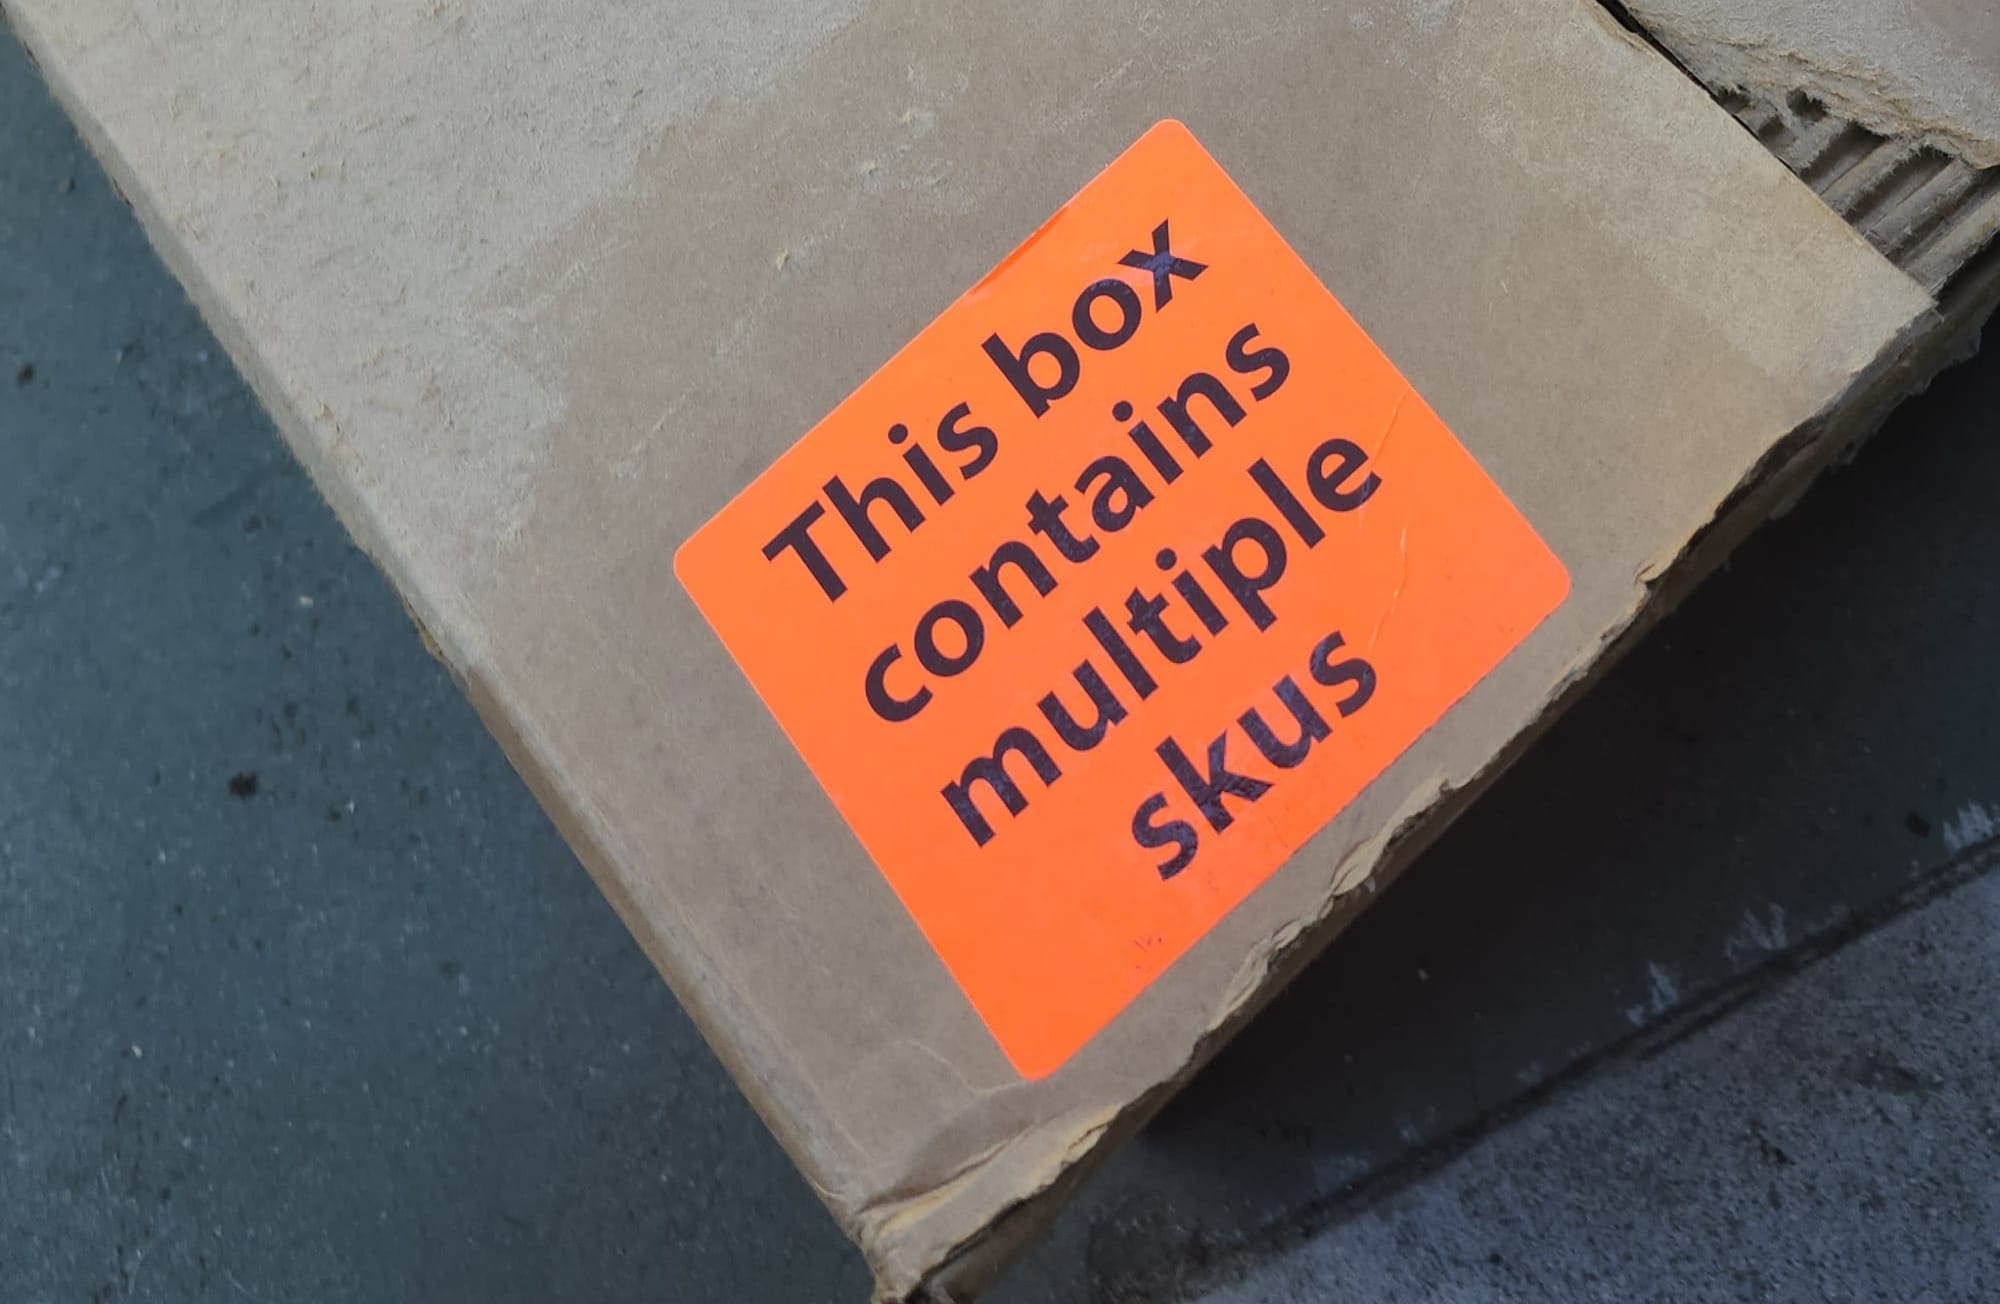 This box
contains
multiple
skus